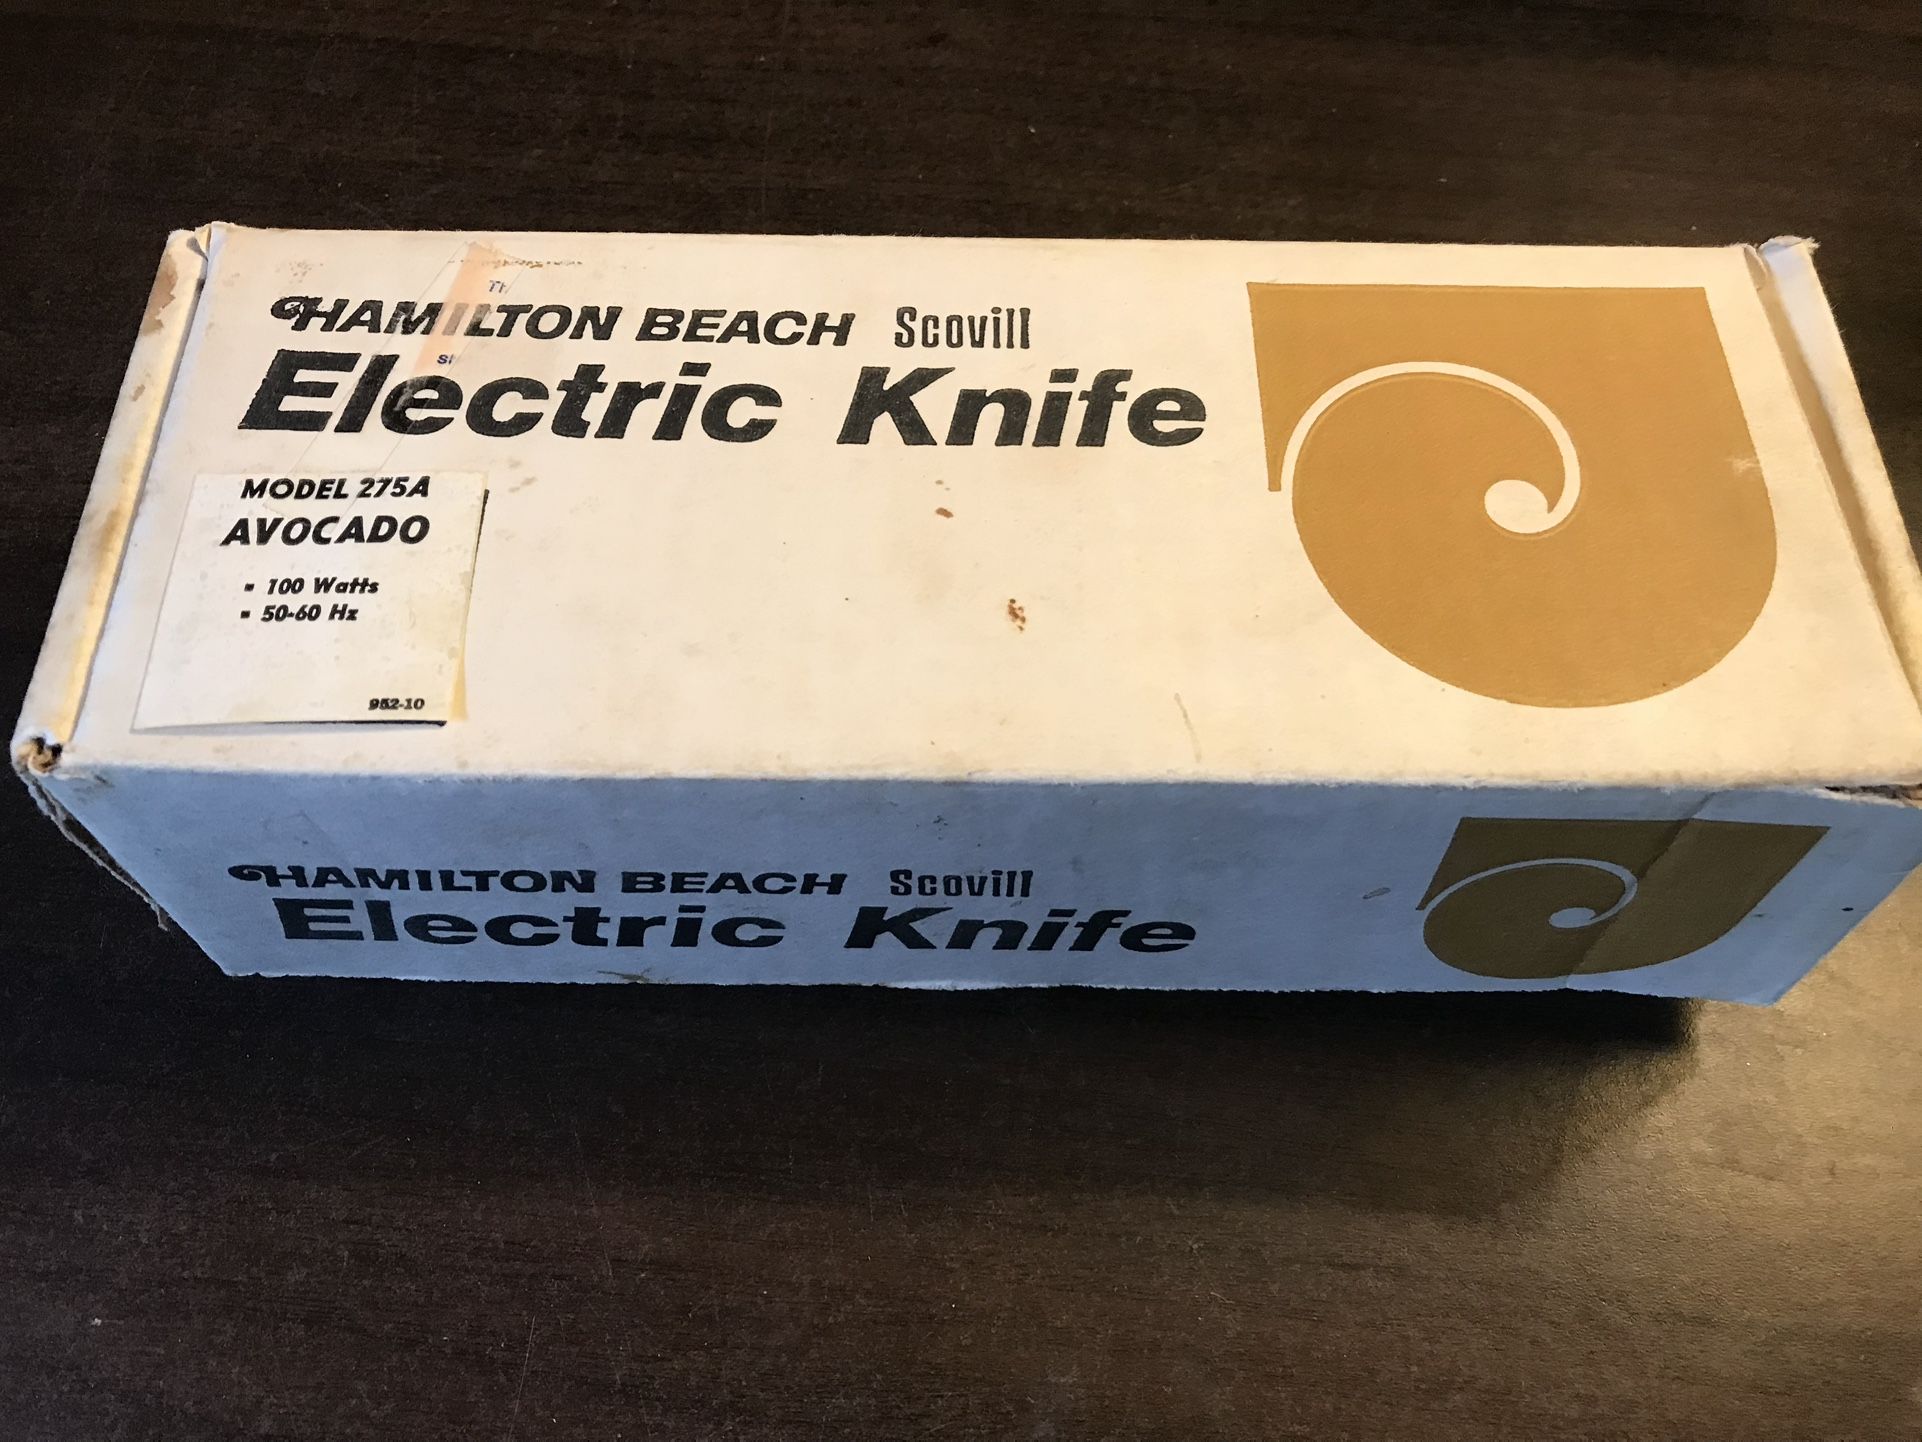 TH
HAMILTON BEACH Scovill
Electric Knife
MODEL 275A
AVOCADO
▪ 100 Watts
▪ 50-60 Hz
952-10
HAMILTON BEACH Scovill
Electric Knife